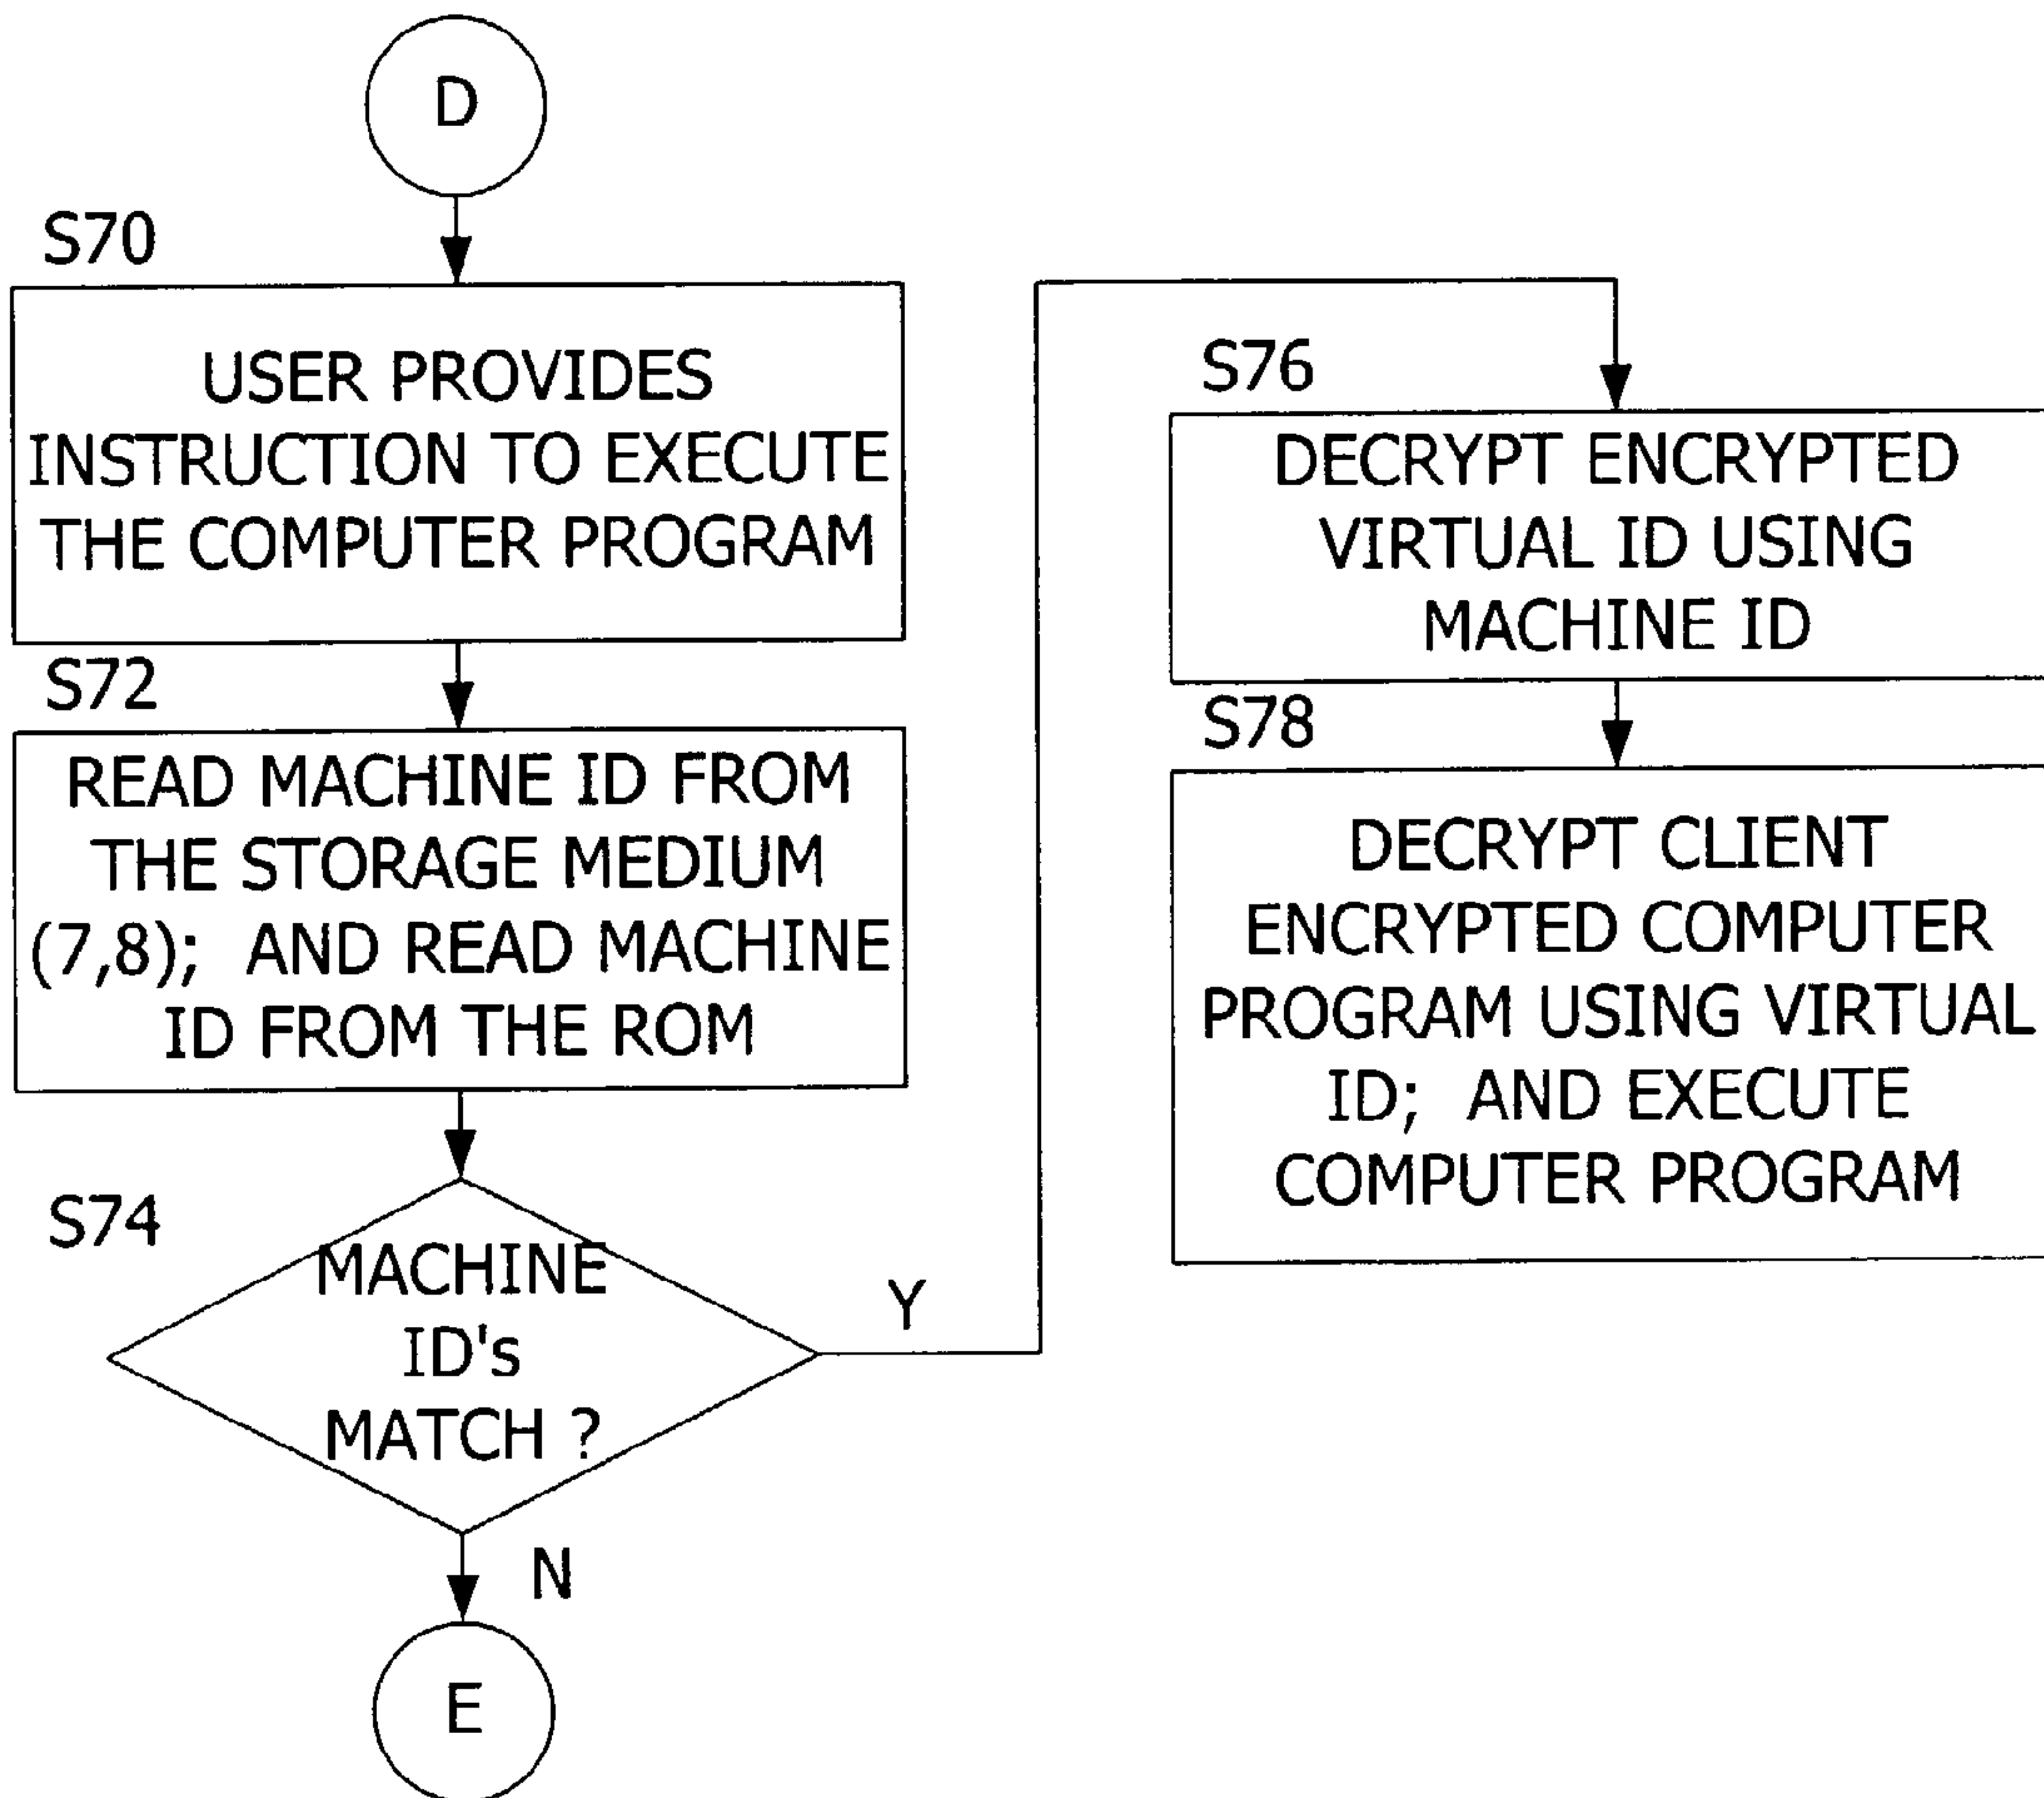 D
S70
USER PROVIDES
INSTRUCTION TO EXECUTE
THE COMPUTER PROGRAM
S72
READ MACHINE ID FROM
THE STORAGE MEDIUM
(7,8); AND READ MACHINE
ID FROM THE ROM
S74
MACHINE
ID's
MATCH ?
Y
N
E
S76
DECRYPT ENCRYPTED
VIRTUAL ID USING
MACHINE ID
S78
DECRYPT CLIENT
ENCRYPTED COMPUTER
PROGRAM USING VIRTUAL
ID; AND EXECUTE
COMPUTER PROGRAM